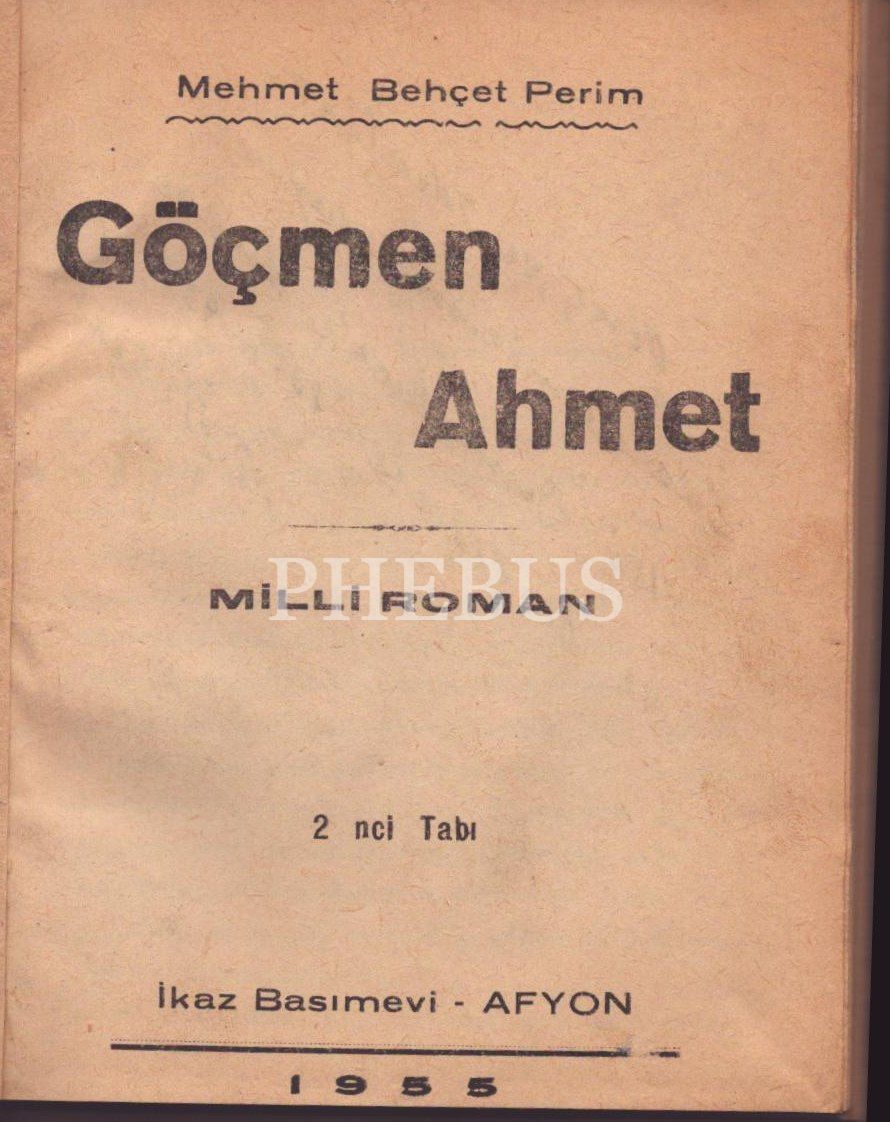 Mehmet Behçet Perim
Göçmen
Ahmet
PHEBUS
MİLLİ ROMAN
2 nci Tabı
İkaz Basımevi - AFYON
1955